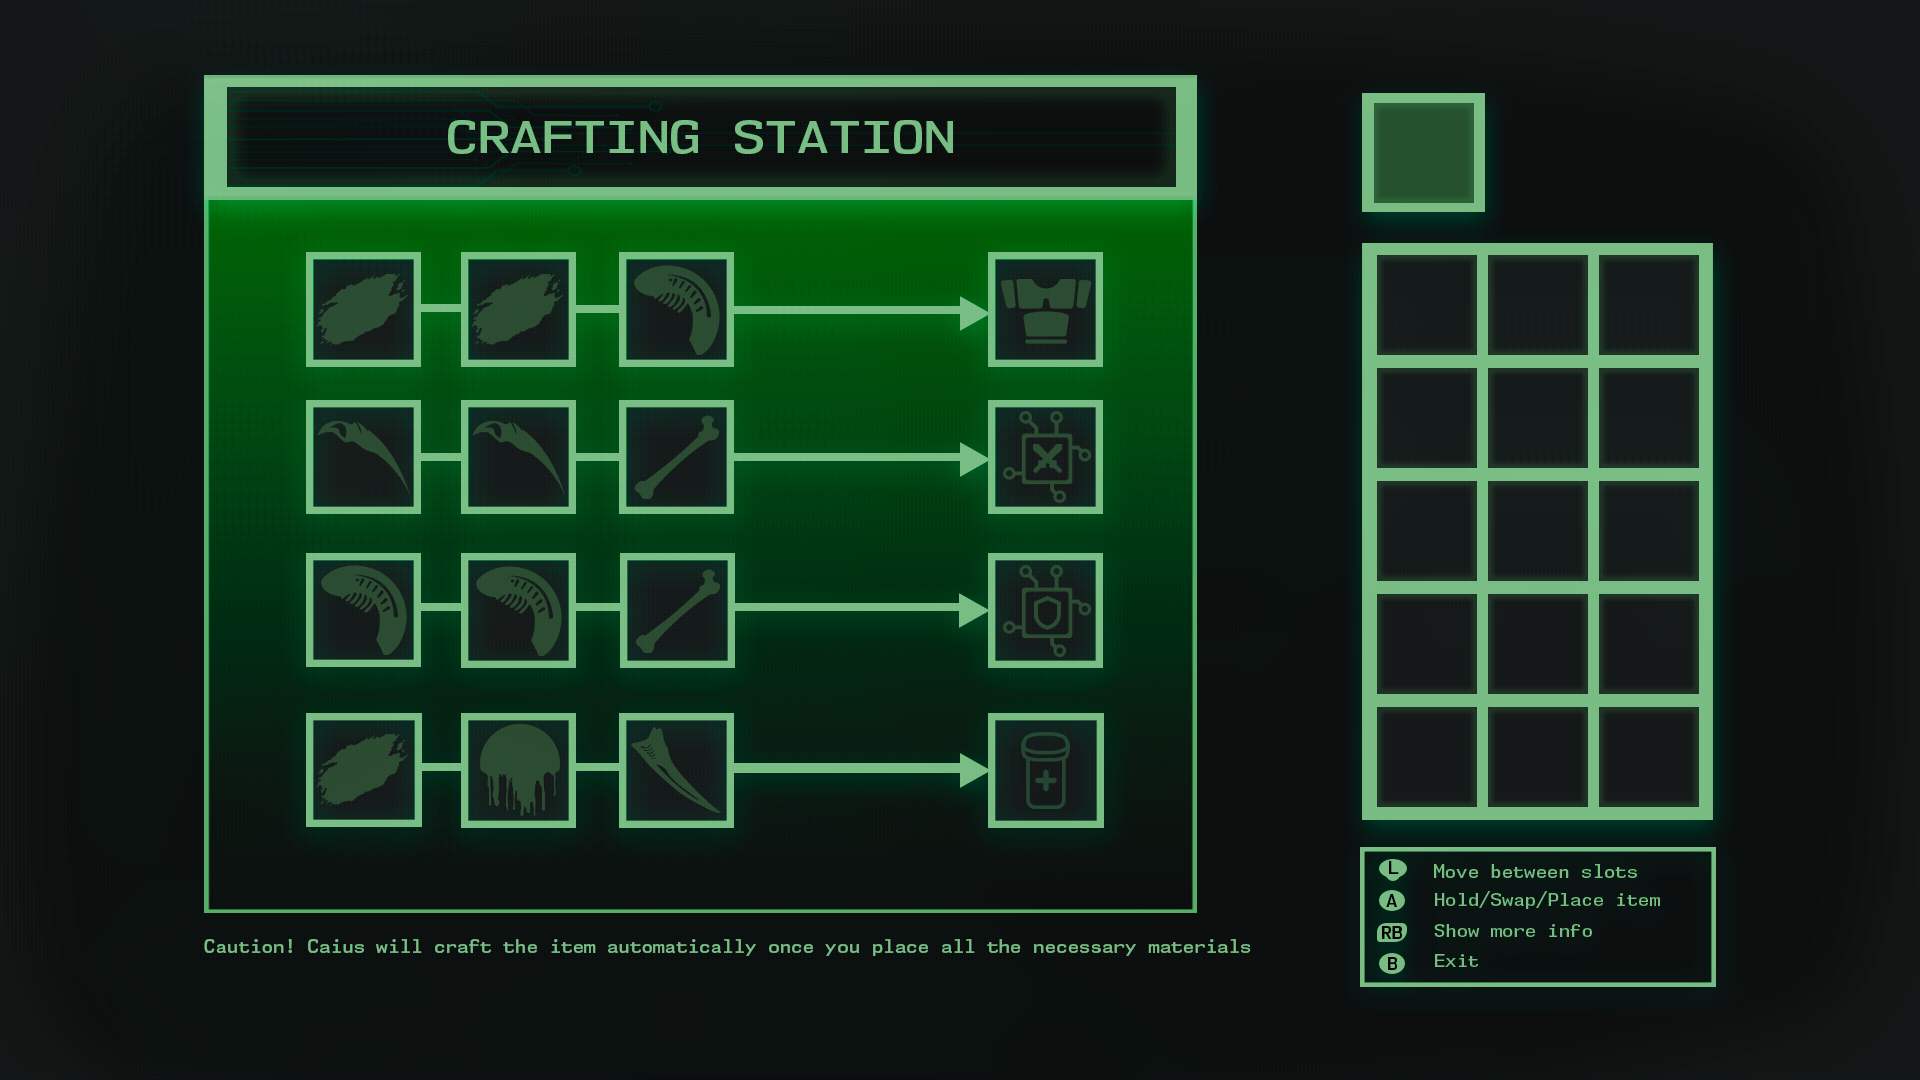 CRAFTING STATION
Caution! Caius will craft the item automatically once you place all the necessary materials
L Move between slots
A Hold/Swap/Place item
RB Show more info
B Exit